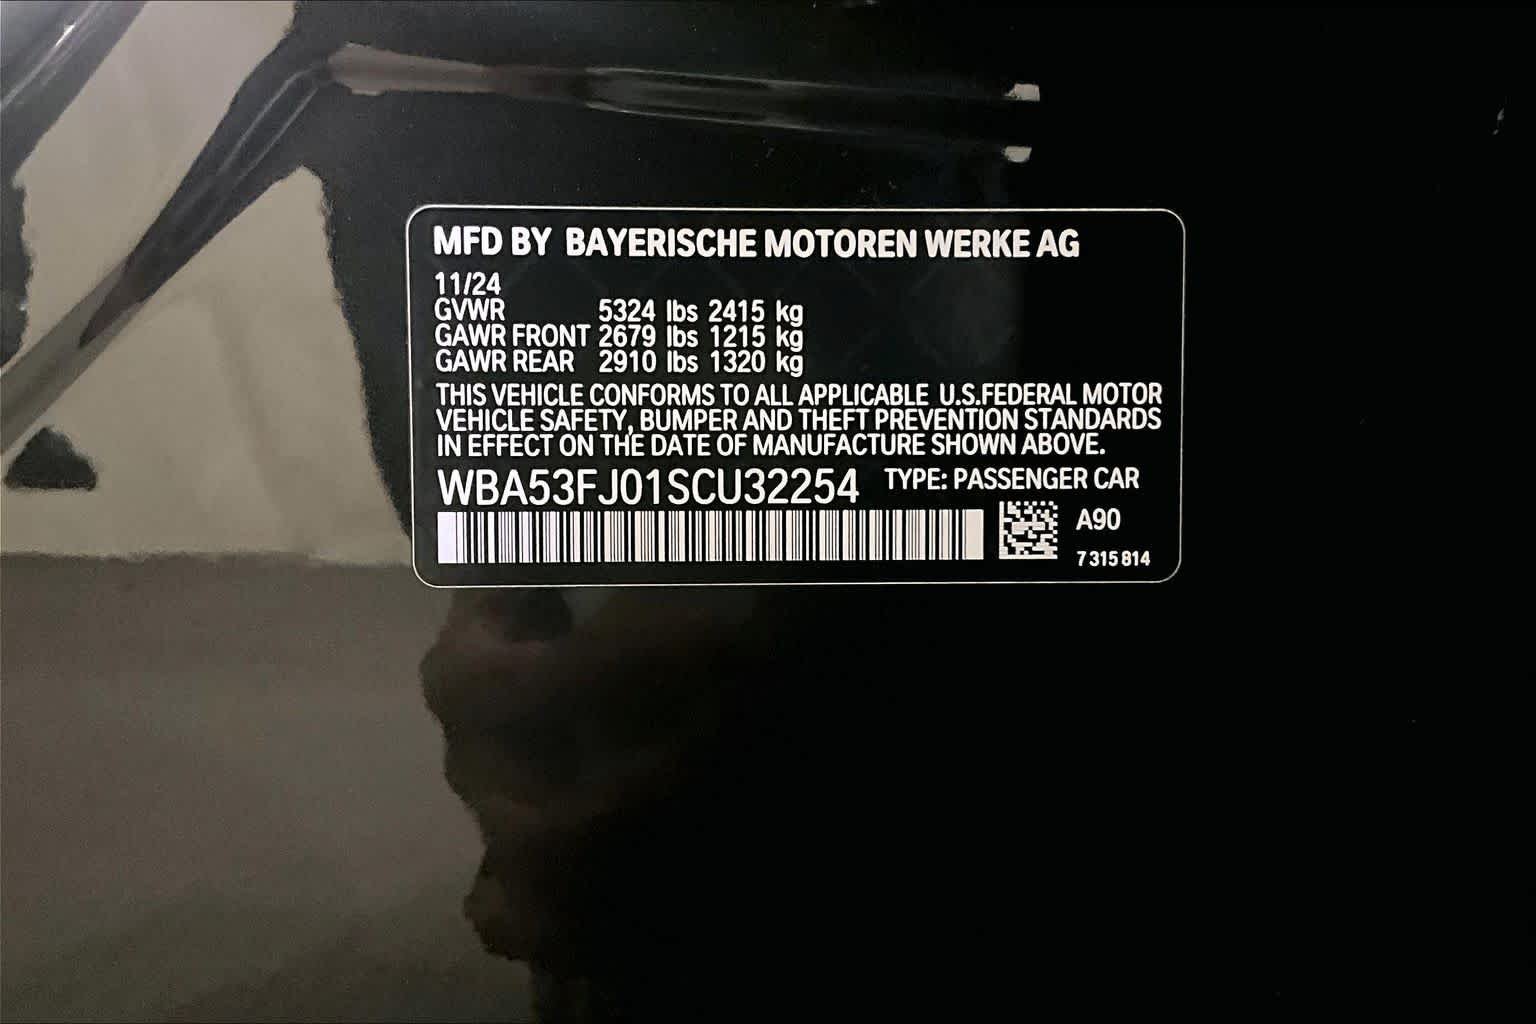 MFD BY BAYERISCHE MOTOREN WERKE AG
11/24
GVWR 5324 lbs 2415 kg
GAWR FRONT 2679 lbs 1215 kg
GAWR REAR 2910 lbs 1320 kg
THIS VEHICLE CONFORMS TO ALL APPLICABLE U.S.FEDERAL MOTOR
VEHICLE SAFETY, BUMPER AND THEFT PREVENTION STANDARDS
IN EFFECT ON THE DATE OF MANUFACTURE SHOWN ABOVE.
WBA53FJ01SCU32254 TYPE: PASSENGER CAR
A90
7 315 814